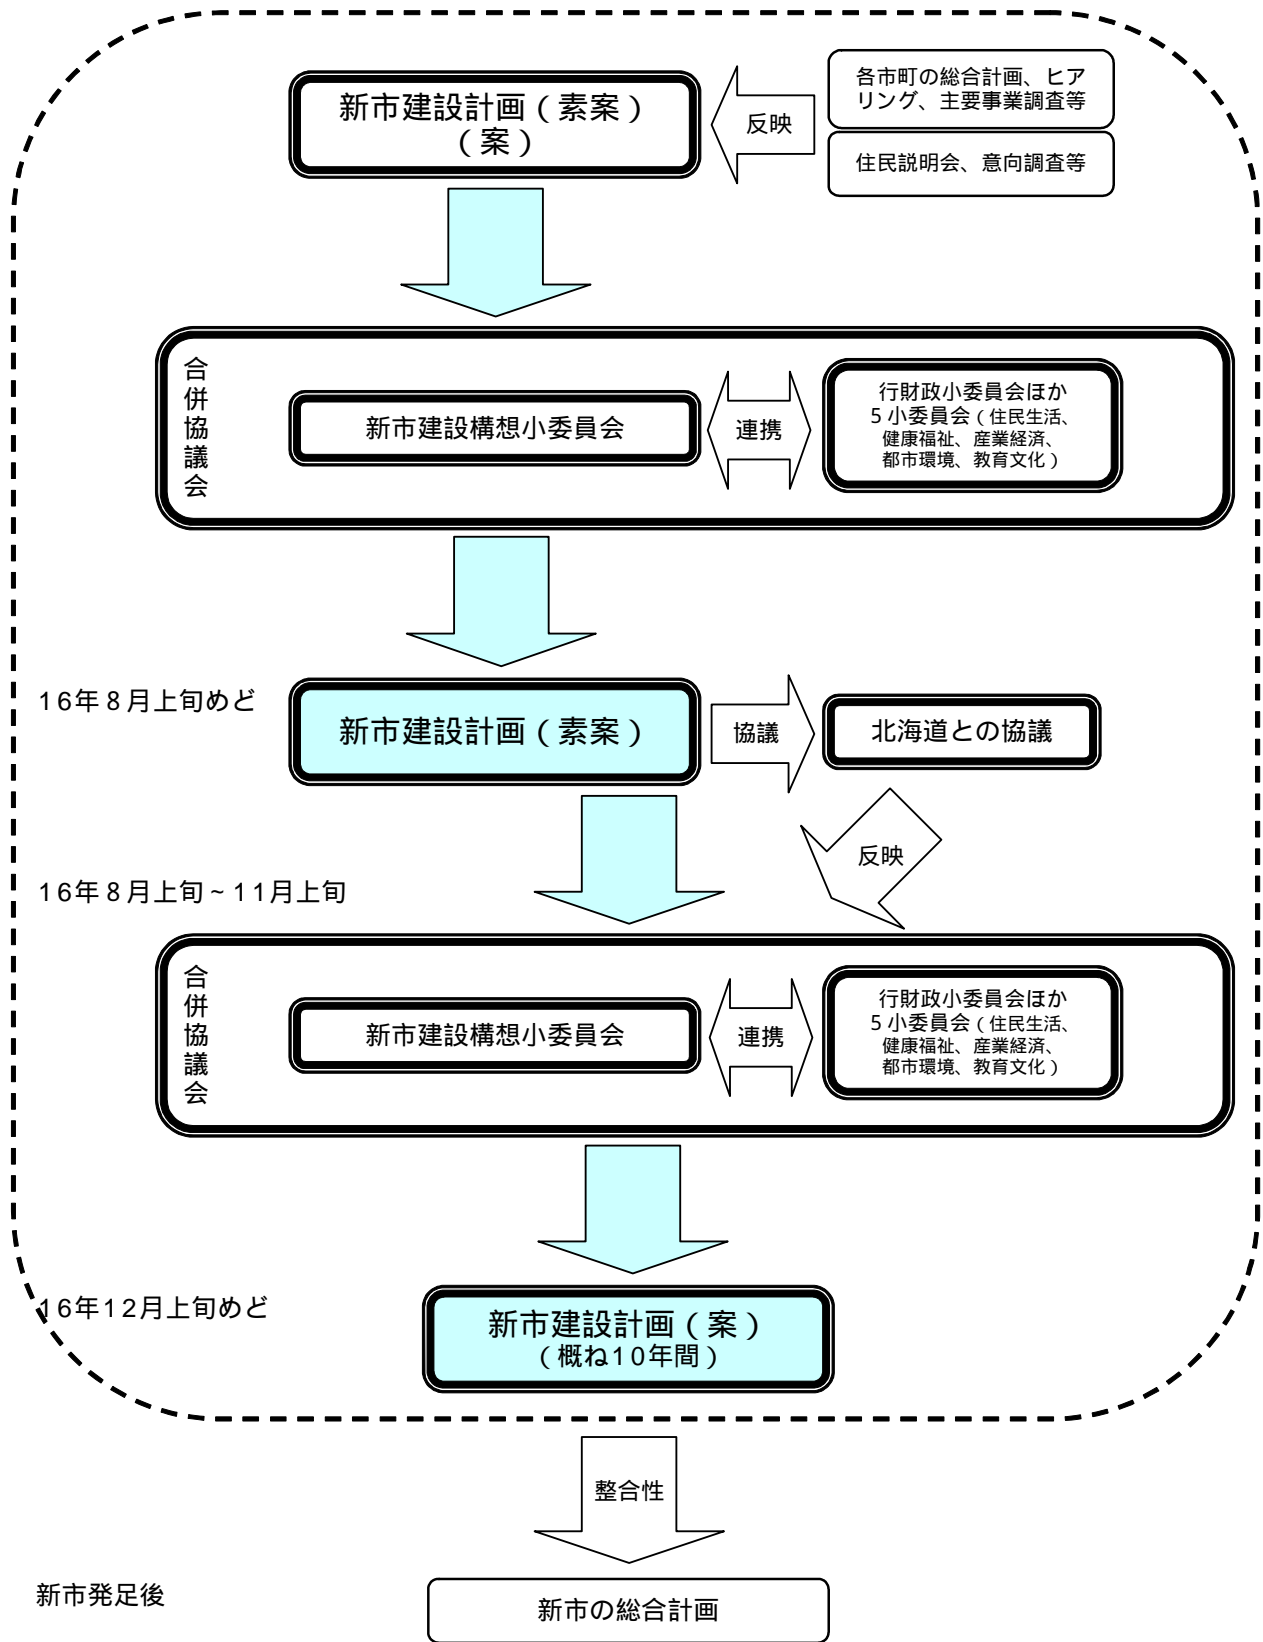 新市建設計画（素案）
（案）
反映
各市町の総合計画、ヒア
リング、主要事業調査等
住民説明会、意向調査等
合併協議会
新市建設構想小委員会
連携
行財政小委員会ほか
５小委員会（住民生活、
健康福祉、産業経済、
都市環境、教育文化）
16年８月上旬めど
新市建設計画（素案）
協議
北海道との協議
反映
16年８月上旬～11月上旬
合併協議会
新市建設構想小委員会
連携
行財政小委員会ほか
５小委員会（住民生活、
健康福祉、産業経済、
都市環境、教育文化）
16年12月上旬めど
新市建設計画（案）
（概ね10年間）
整合性
新市発足後
新市の総合計画